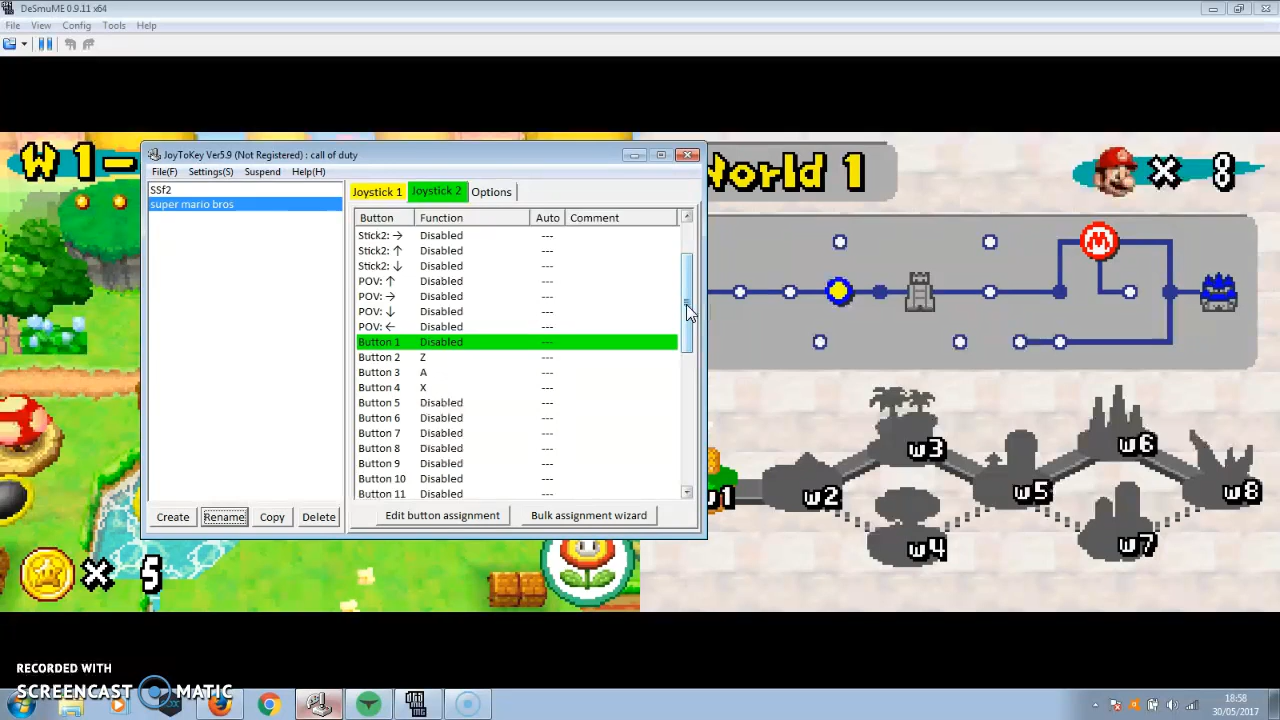 DeSmuME 0.9.11 x64
File View Config Tools Help
W 1-
World 1
× 8
JoyToKey Ver5.9 (Not Registered) : call of duty
File(F) Settings(S) Suspend Help(H)
SSf2
super mario bros
Joystick 1 Joystick 2 Options
Button Function Auto Comment
Stick2: → Disabled ---
Stick2: ↑ Disabled ---
Stick2: ↓ Disabled ---
POV: ↑ Disabled ---
POV: → Disabled ---
POV: ↓ Disabled ---
POV: ← Disabled ---
Button 1 Disabled ---
Button 2 Z ---
Button 3 A ---
Button 4 X ---
Button 5 Disabled ---
Button 6 Disabled ---
Button 7 Disabled ---
Button 8 Disabled ---
Button 9 Disabled ---
Button 10 Disabled ---
Button 11 Disabled ---
Create Rename Copy Delete
Edit button assignment Bulk assignment wizard
w1 w2 w3 w4 w5 w6 w7 w8
× 5
RECORDED WITH
SCREENCAST MATIC
18:58
30/05/2017